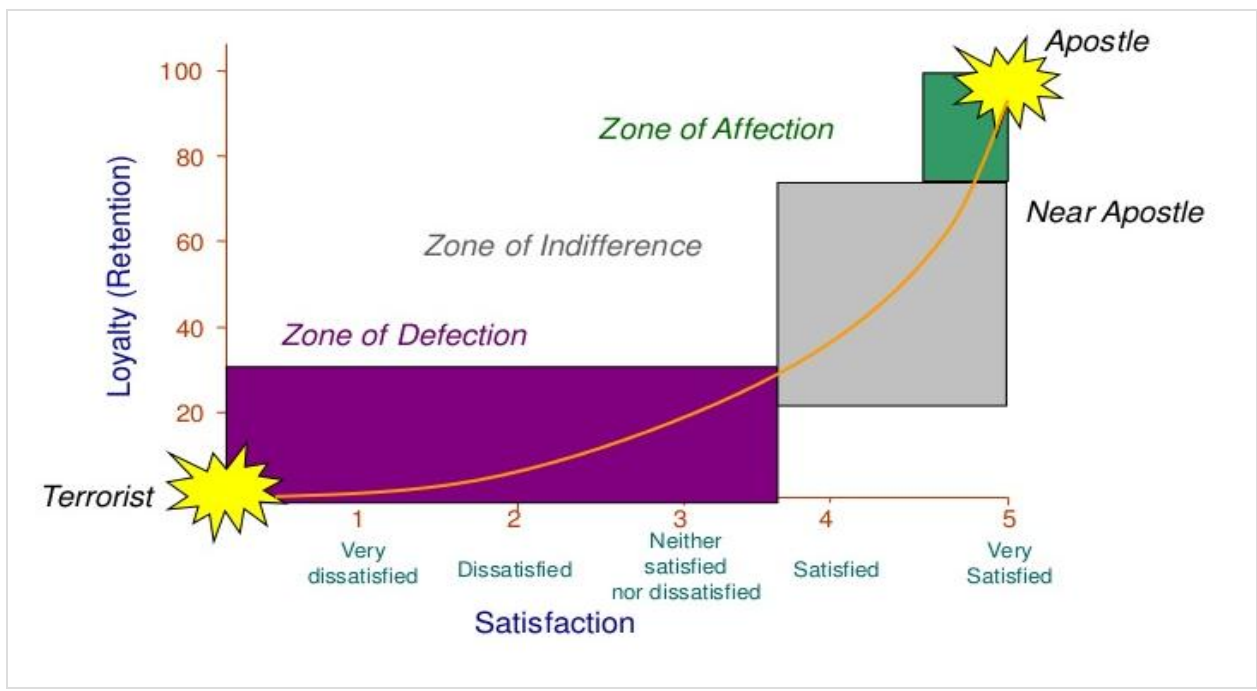 Apostle
100
Zone of Affection
80
Near Apostle
Zone of Indifference
60
Loyalty (Retention)
Zone of Defection
40
20
Terrorist
1
2
3
4
5
Very
dissatisfied
Dissatisfied
Neither
satisfied
nor dissatisfied
Satisfied
Very
Satisfied
Satisfaction